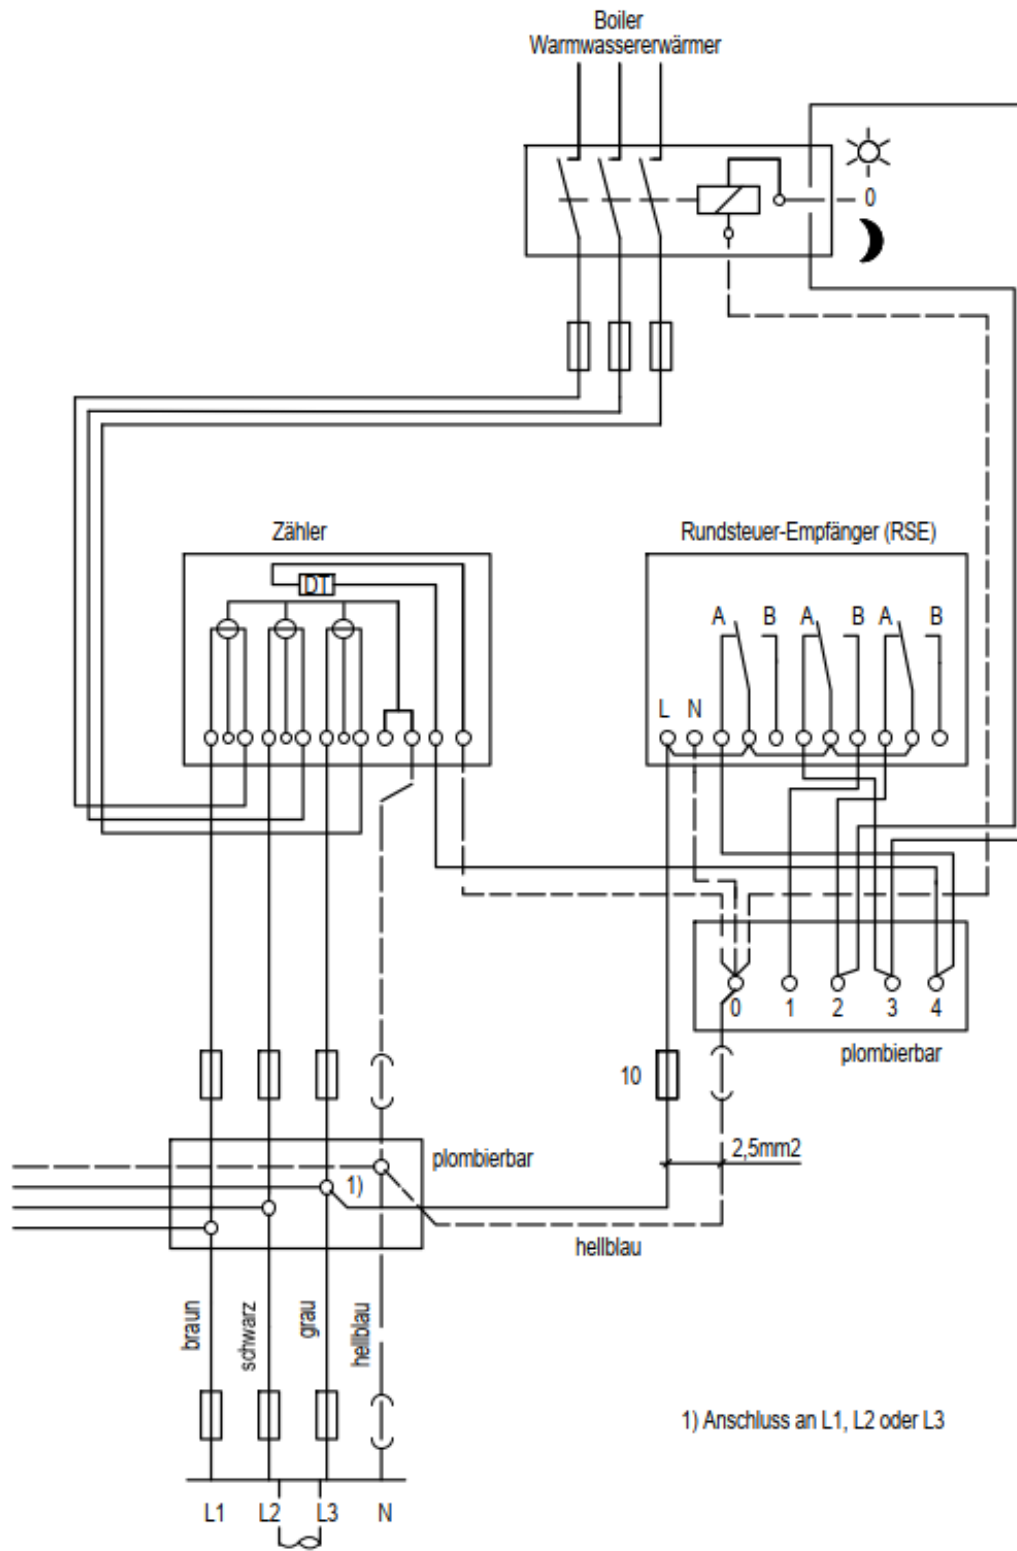 Boiler
Warmwassererwärmer
0
Zähler
Rundsteuer-Empfänger (RSE)
DT
A B A B A B
L N
0 1 2 3 4
plombierbar
10
2,5mm2
plombierbar
1)
hellblau
braun
schwarz
grau
hellblau
1) Anschluss an L1, L2 oder L3
L1 L2 L3 N